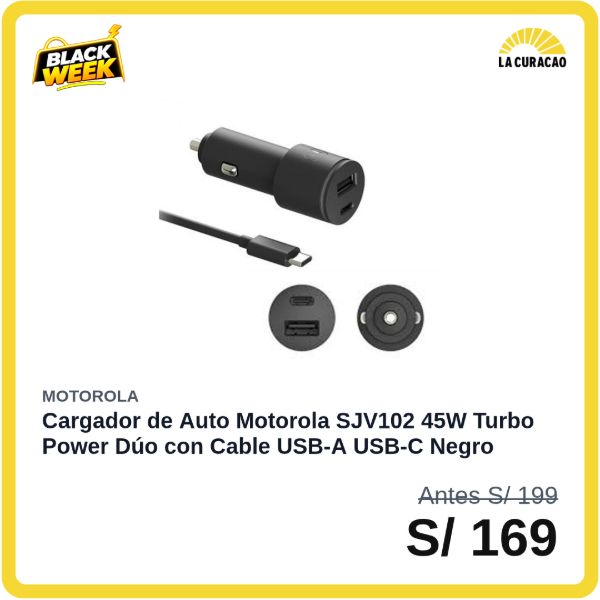 BLACK
WEEK
LA CURACAO
MOTOROLA
Cargador de Auto Motorola SJV102 45W Turbo
Power Dúo con Cable USB-A USB-C Negro
Antes S/ 199
S/ 169